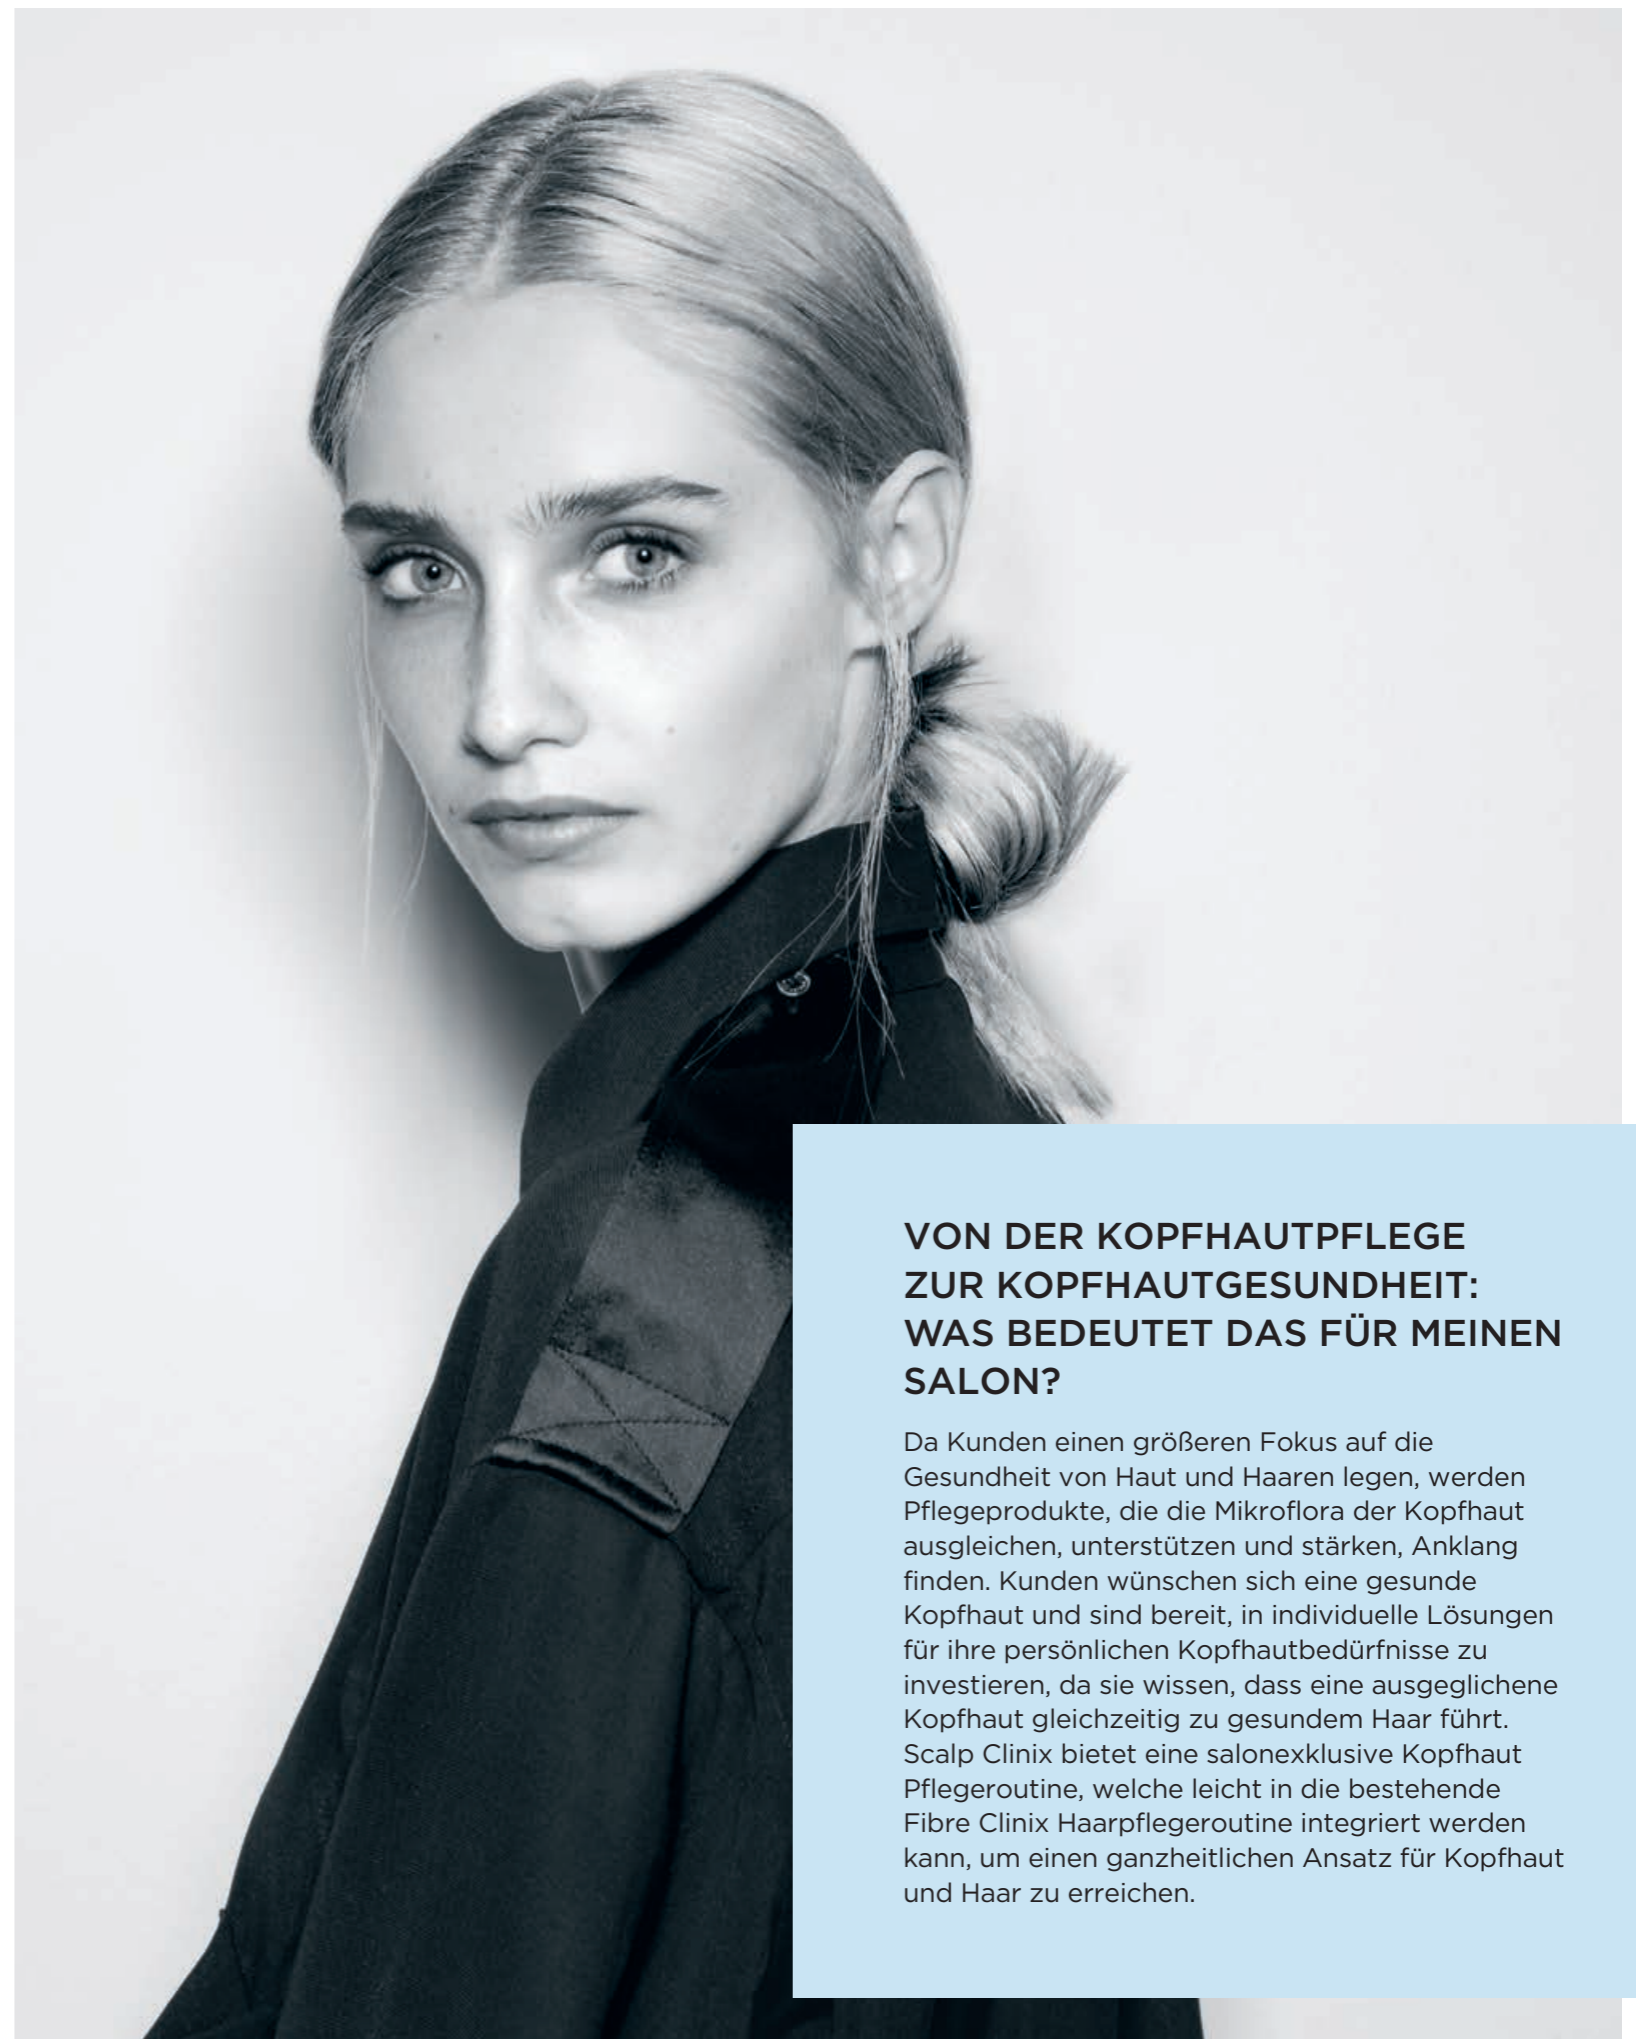 VON DER KOPFHAUTPFLEGE
ZUR KOPFHAUTGESUNDHEIT:
WAS BEDEUTET DAS FÜR MEINEN
SALON?
Da Kunden einen größeren Fokus auf die
Gesundheit von Haut und Haaren legen, werden
Pflegeprodukte, die die Mikroflora der Kopfhaut
ausgleichen, unterstützen und stärken, Anklang
finden. Kunden wünschen sich eine gesunde
Kopfhaut und sind bereit, in individuelle Lösungen
für ihre persönlichen Kopfhautbedürfnisse zu
investieren, da sie wissen, dass eine ausgeglichene
Kopfhaut gleichzeitig zu gesundem Haar führt.
Scalp Clinix bietet eine salonexklusive Kopfhaut
Pflegeroutine, welche leicht in die bestehende
Fibre Clinix Haarpflegeroutine integriert werden
kann, um einen ganzheitlichen Ansatz für Kopfhaut
und Haar zu erreichen.